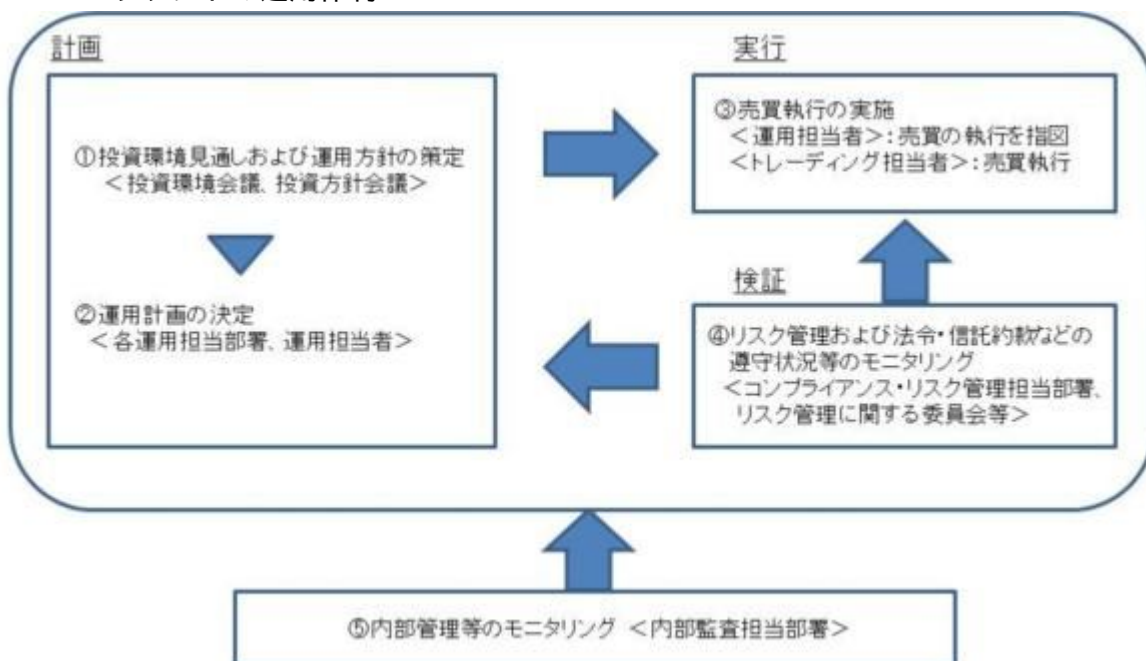 計画
①投資環境見通しおよび運用方針の策定
<投資環境会議、投資方針会議>
②運用計画の決定
<各運用担当部署、運用担当者>
実行
③売買執行の実施
<運用担当者>:売買の執行を指図
<トレーディング担当者>:売買執行
検証
④リスク管理および法令・信託約款などの
遵守状況等のモニタリング
<コンプライアンス・リスク管理担当部署、
リスク管理に関する委員会等>
⑤内部管理等のモニタリング <内部監査担当部署>